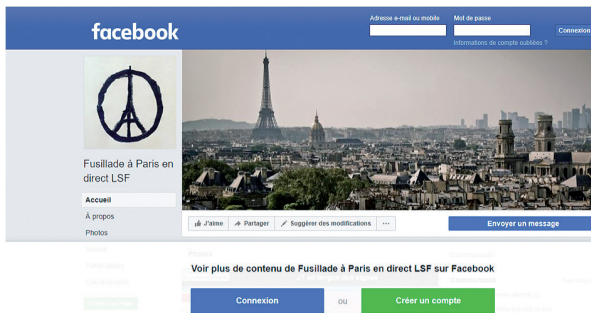 facebook
Adresse e-mail ou mobile
Mot de passe
Connexion
Informations de compte oubliées ?
Fusillade à Paris en
direct LSF
Accueil
À propos
Photos
J'aime
Partager
Suggérer des modifications
Envoyer un message
Voir plus de contenu de Fusillade à Paris en direct LSF sur Facebook
Connexion
ou
Créer un compte